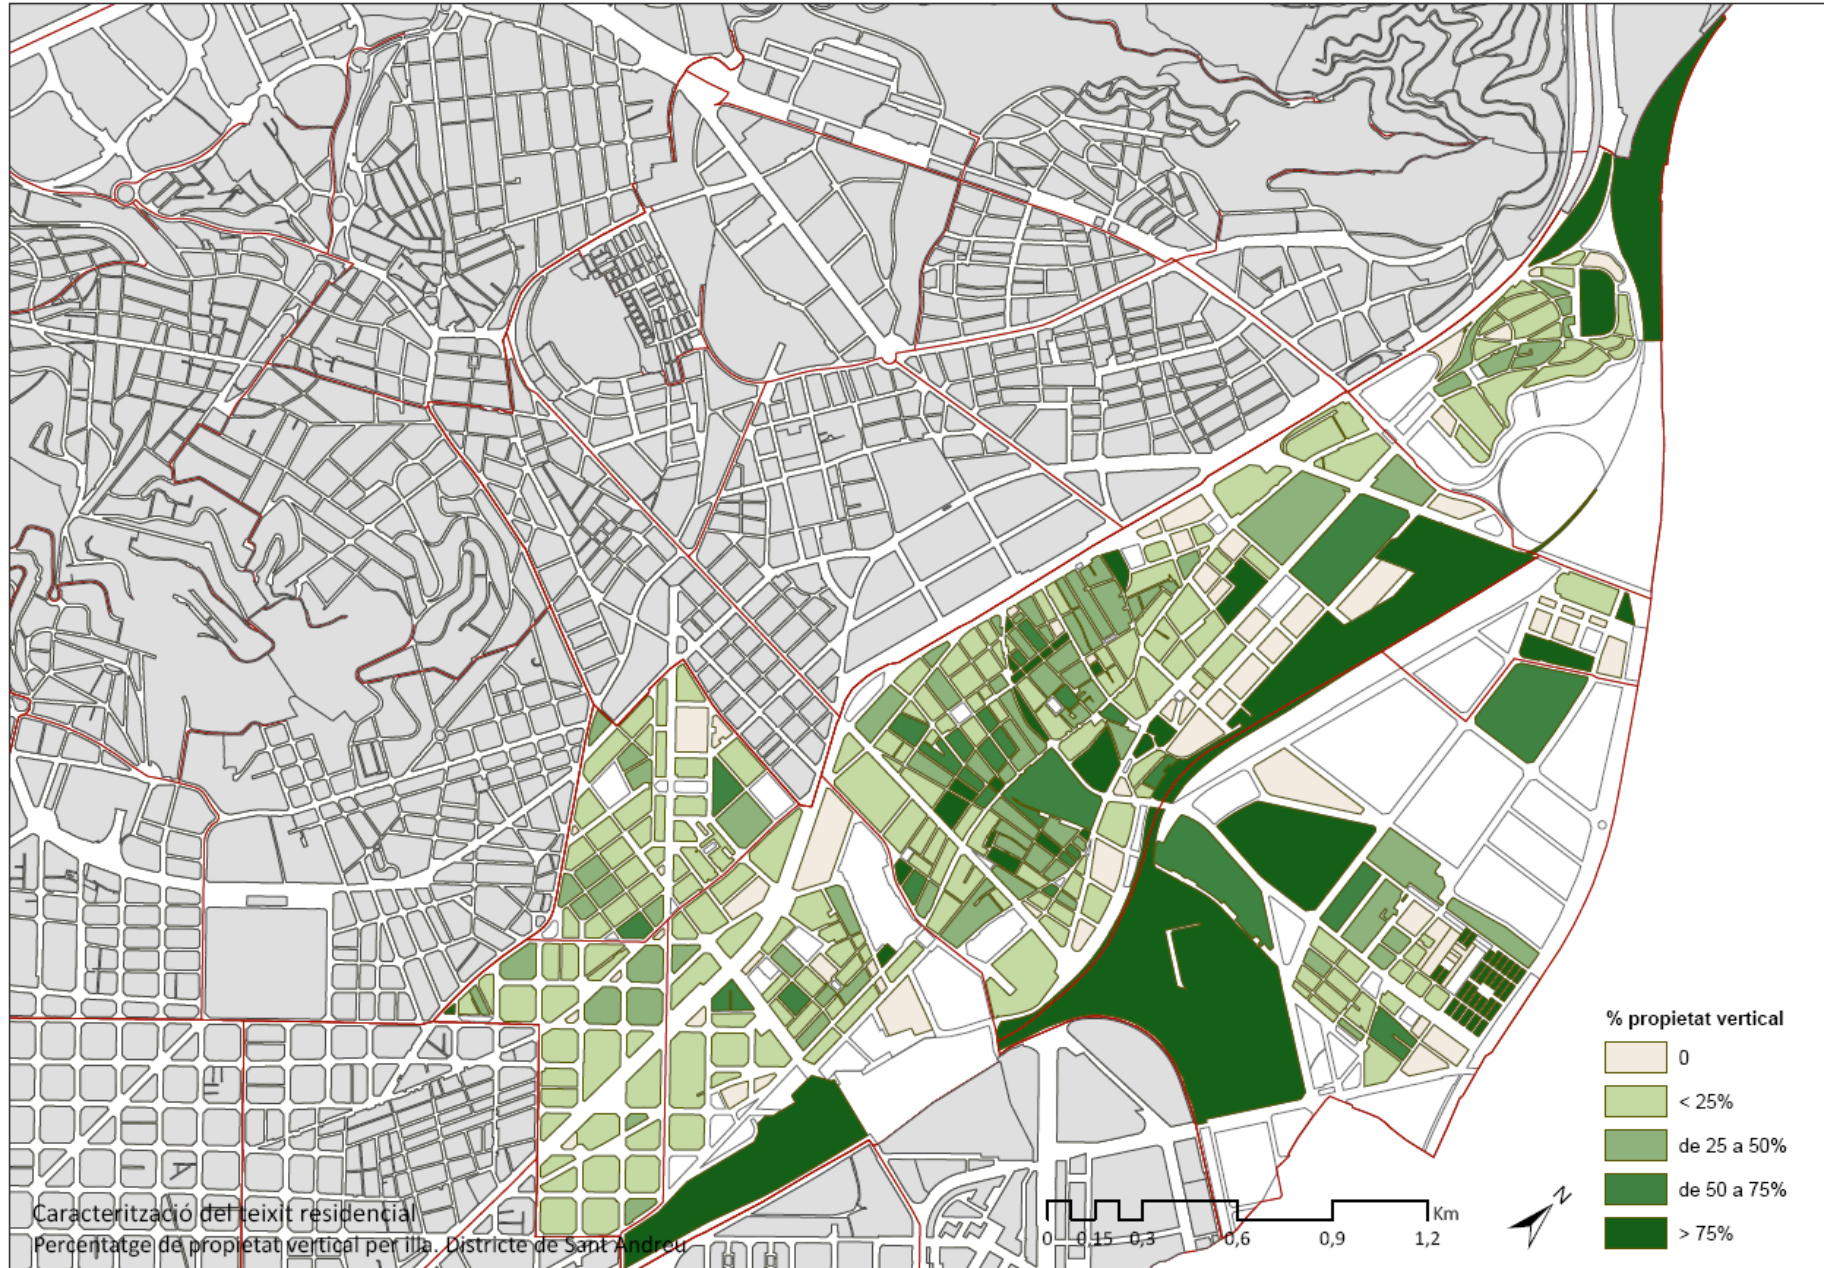 % propietat vertical
0
< 25%
de 25 a 50%
de 50 a 75%
> 75%
N
Km
0 0,15 0,3 0,6 0,9 1,2
Caracterització del teixit residencial
Percentatge de propietat vertical per illa. Districte de Sant Andreu